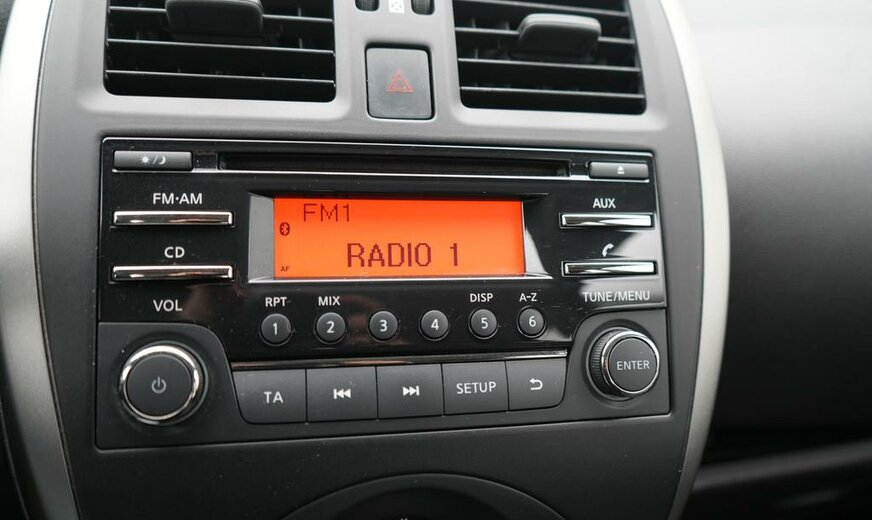 FM·AM
AUX
FM1
AF
RADIO 1
CD
VOL
RPT
MIX
DISP
A-Z
TUNE/MENU
1
2
3
4
5
6
ENTER
TA
SETUP